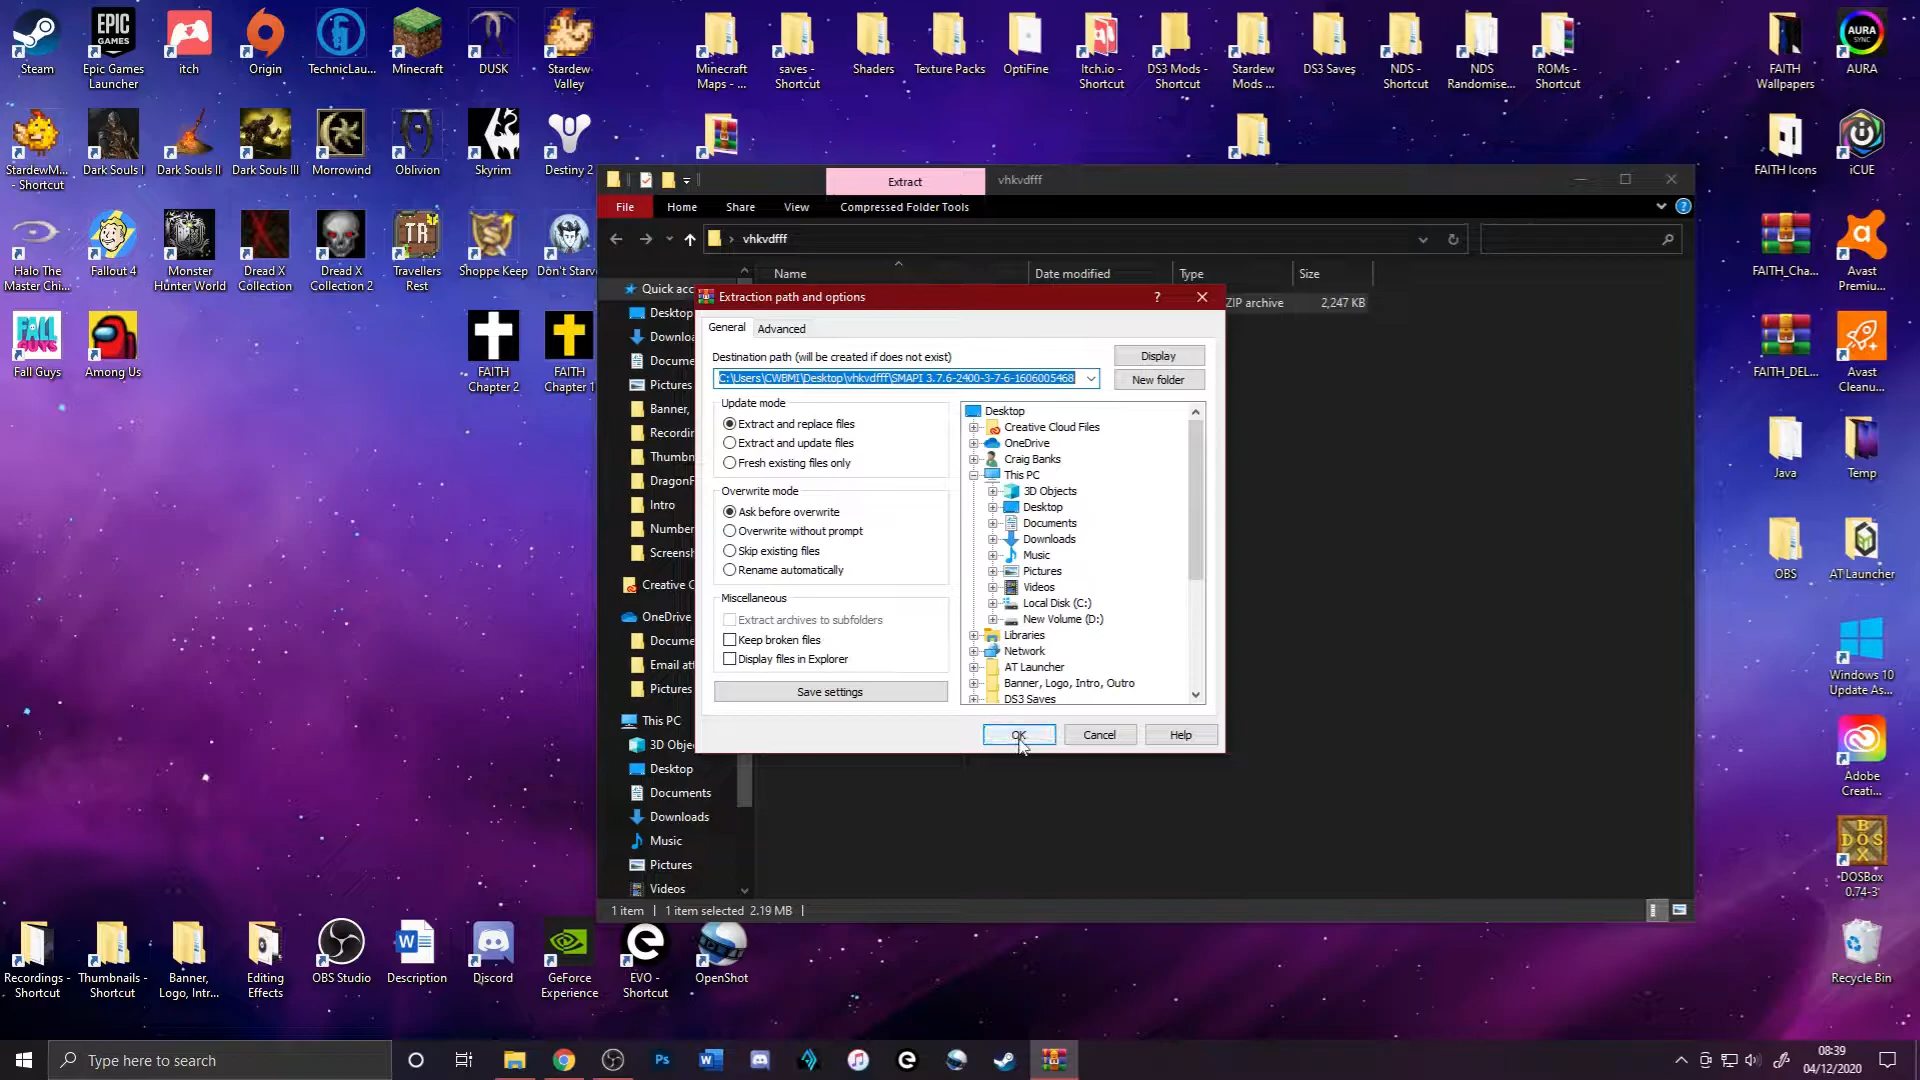 Steam
Epic Games
Launcher
itch
Origin
TechnicLau...
Minecraft
DUSK
Stardew
Valley
Minecraft
Maps - ...
saves -
Shortcut
Shaders
Texture Packs
OptiFine
Itch.io -
Shortcut
DS3 Mods -
Shortcut
Stardew
Mods ...
DS3 Saves
NDS -
Shortcut
NDS
Randomise...
ROMs -
Shortcut
FAITH
Wallpapers
AURA
StardewM...
- Shortcut
Dark Souls I
Dark Souls II
Dark Souls III
Morrowind
Oblivion
Skyrim
Destiny 2
FAITH Icons
iCUE
Halo The
Master Chi...
Fallout 4
Monster
Hunter World
Dread X
Collection
Dread X
Collection 2
Travellers
Rest
Shoppe Keep
Don't Starv
FAITH_Cha...
Avast
Premiu...
Fall Guys
Among Us
FAITH
Chapter 2
FAITH
Chapter 1
FAITH_DEL...
Avast
Cleanu...
Java
Temp
OBS
ATLauncher
Windows 10
Update As...
Adobe
Creati...
DOSBox
0.74-3
Recycle Bin
Extract
vhkvdfff
File
Home
Share
View
Compressed Folder Tools
vhkvdfff
Name
Date modified
Type
Size
ZIP archive
2,247 KB
Quick acc
Desktop
Downloa
Docume
Pictures
Banner,
Recordin
Thumbn
DragonF
Intro
Number
Screensh
Creative C
OneDrive
Docume
Email att
Pictures
This PC
3D Obje
Desktop
Documents
Downloads
Music
Pictures
Videos
1 item
1 item selected 2.19 MB
Extraction path and options
?
General
Advanced
Destination path (will be created if does not exist)
C:\Users\CWBMI\Desktop\vhkvdfff\SMAPI 3.7.6-2400-3-7-6-1606005468
Display
New folder
Update mode
Extract and replace files
Extract and update files
Fresh existing files only
Overwrite mode
Ask before overwrite
Overwrite without prompt
Skip existing files
Rename automatically
Miscellaneous
Extract archives to subfolders
Keep broken files
Display files in Explorer
Save settings
Desktop
Creative Cloud Files
OneDrive
Craig Banks
This PC
3D Objects
Desktop
Documents
Downloads
Music
Pictures
Videos
Local Disk (C:)
New Volume (D:)
Libraries
Network
AT Launcher
Banner, Logo, Intro, Outro
DS3 Saves
OK
Cancel
Help
Recordings -
Shortcut
Thumbnails -
Shortcut
Banner,
Logo, Intr...
Editing
Effects
OBS Studio
Description
Discord
GeForce
Experience
EVO -
Shortcut
OpenShot
Type here to search
08:39
04/12/2020